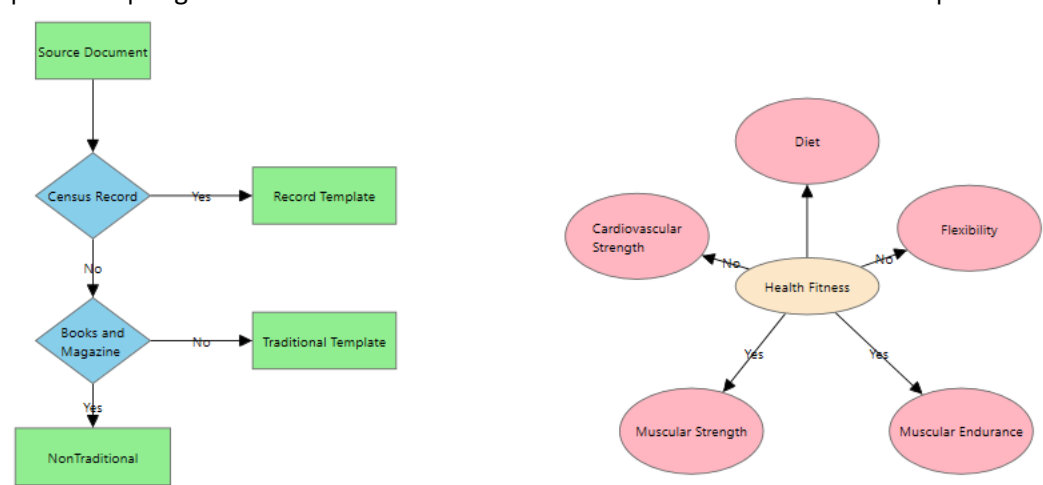 Source Document
Census Record
Yes
Record Template
No
Books and
Magazine
No
Traditional Template
Yes
NonTraditional
Diet
Cardiovascular
Strength
Flexibility
No
No
Health Fitness
Yes
Yes
Muscular Strength
Muscular Endurance